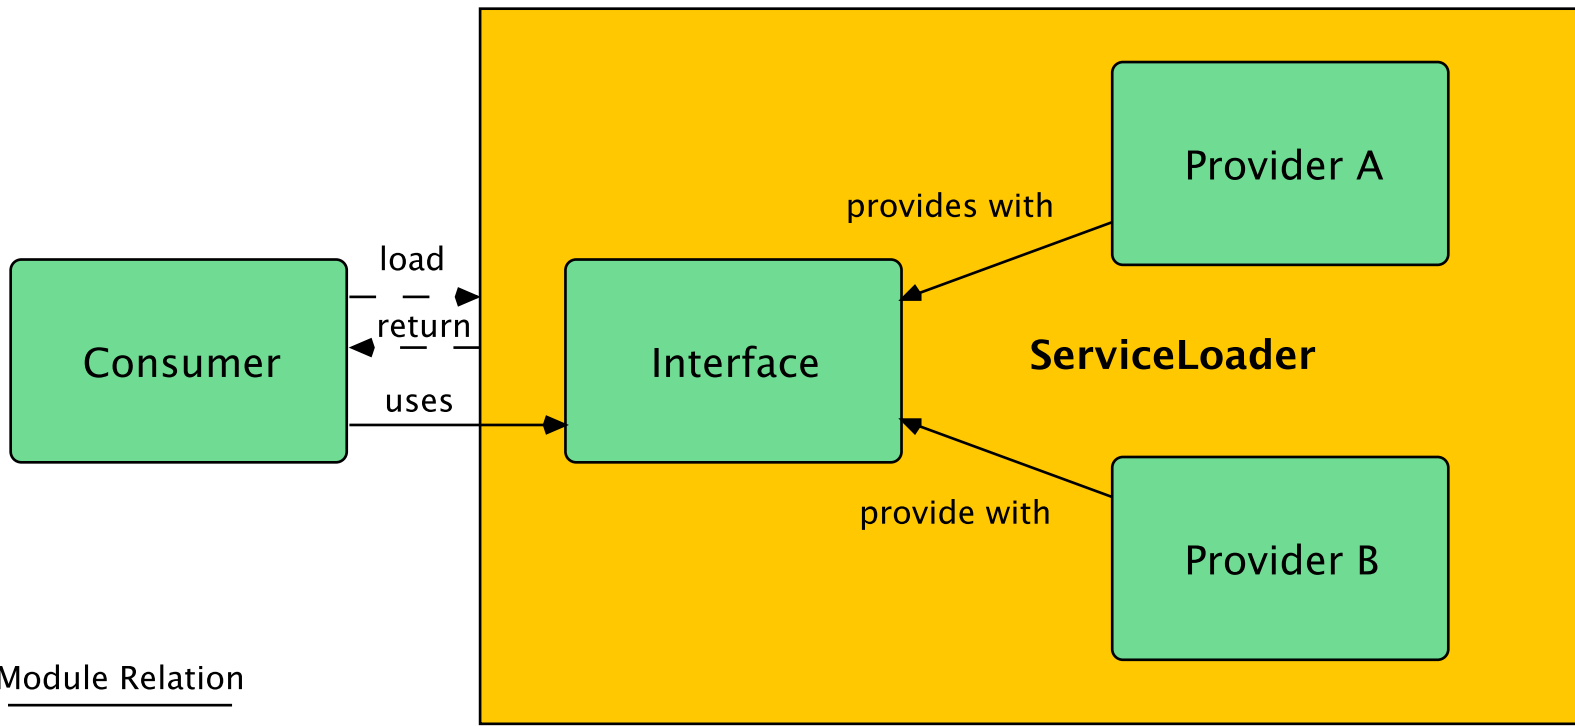 Provider A
provides with
load
return
Consumer
Interface
ServiceLoader
uses
provide with
Provider B
Module Relation